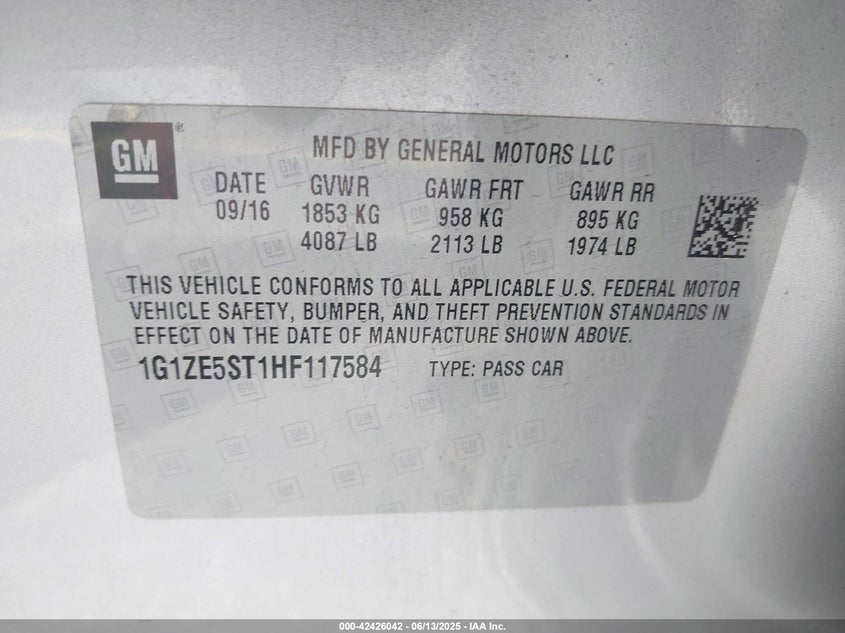 GM®
MFD BY GENERAL MOTORS LLC
DATE GVWR GAWR FRT GAWR RR
09/16 1853 KG 958 KG 895 KG
4087 LB 2113 LB 1974 LB
THIS VEHICLE CONFORMS TO ALL APPLICABLE U.S. FEDERAL MOTOR
VEHICLE SAFETY, BUMPER, AND THEFT PREVENTION STANDARDS IN
EFFECT ON THE DATE OF MANUFACTURE SHOWN ABOVE.
1G1ZE5ST1HF117584 TYPE: PASS CAR
000-42426042 - 06/13/2025 - IAA Inc.